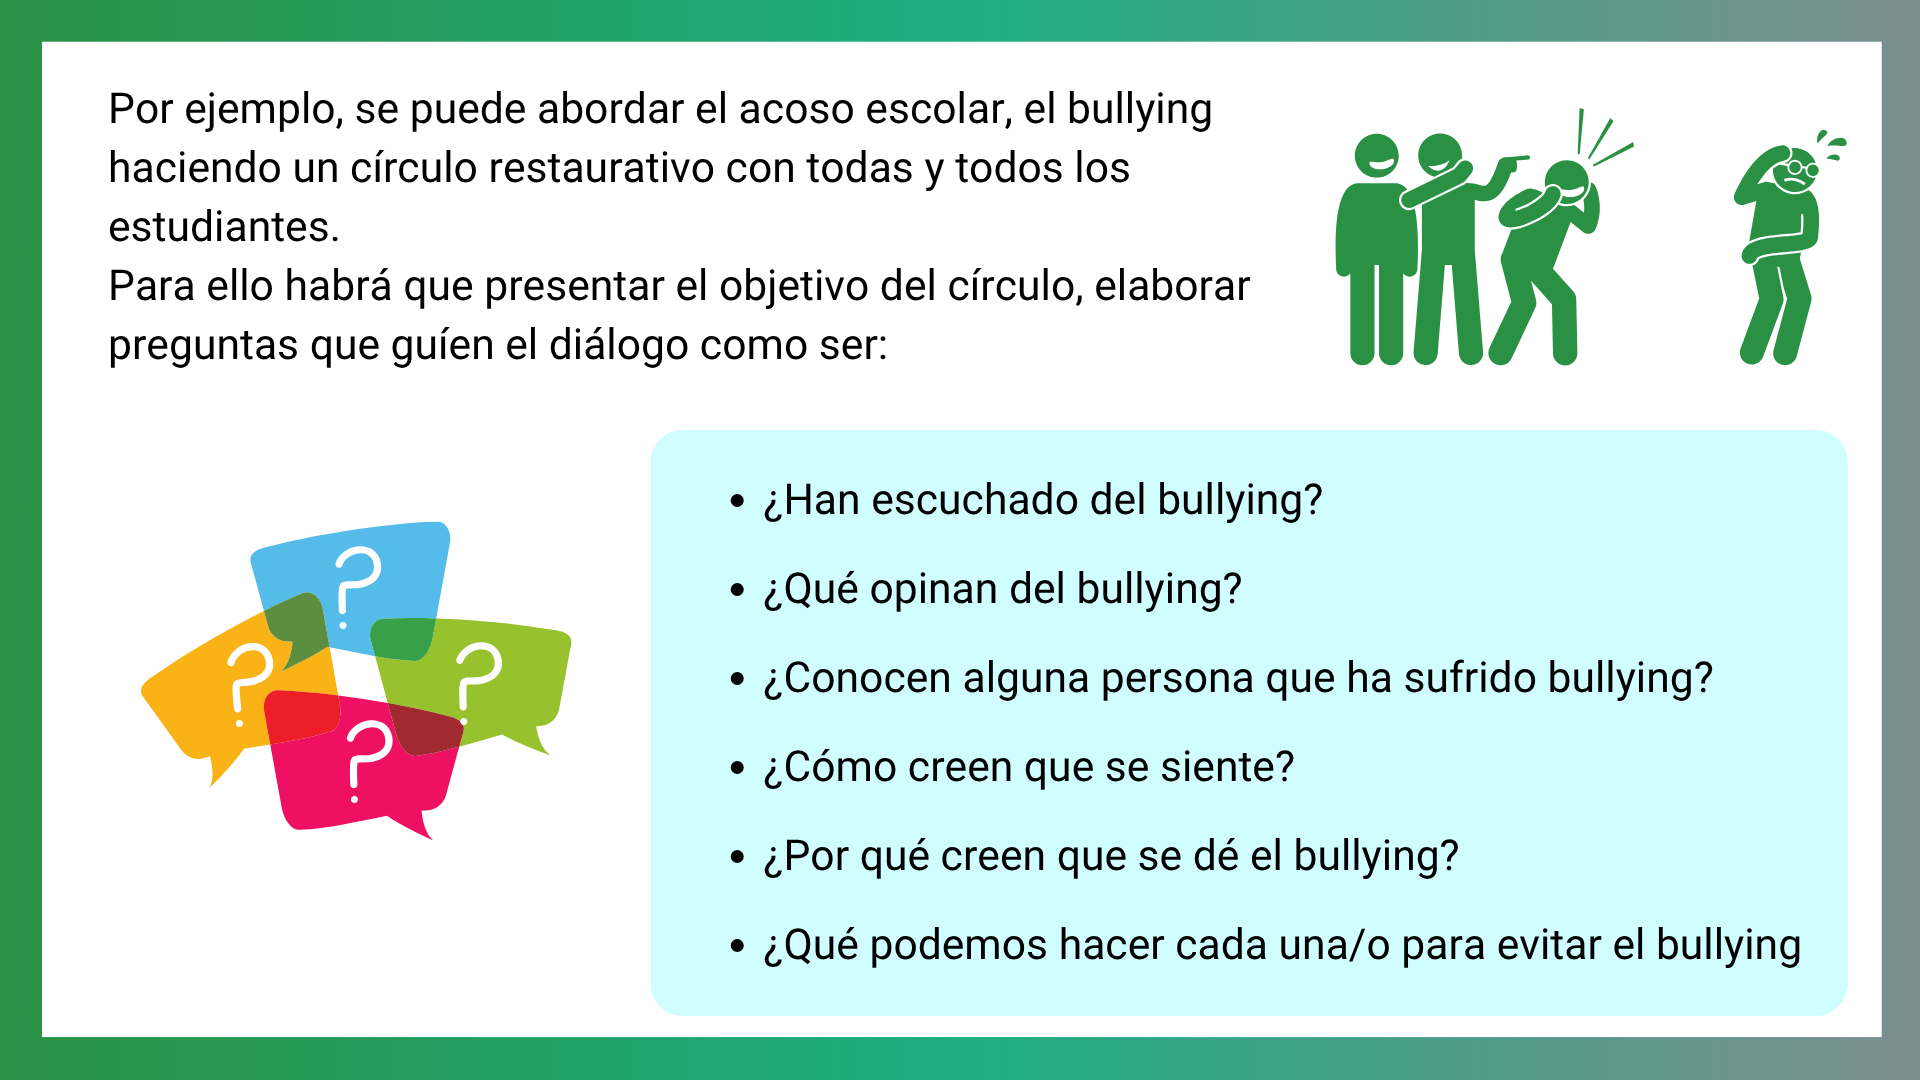 Por ejemplo, se puede abordar el acoso escolar, el bullying
haciendo un círculo restaurativo con todas y todos los
estudiantes.
Para ello habrá que presentar el objetivo del círculo, elaborar
preguntas que guíen el diálogo como ser:
? ? ? ?
• ¿Han escuchado del bullying?
• ¿Qué opinan del bullying?
• ¿Conocen alguna persona que ha sufrido bullying?
• ¿Cómo creen que se siente?
• ¿Por qué creen que se dé el bullying?
• ¿Qué podemos hacer cada una/o para evitar el bullying